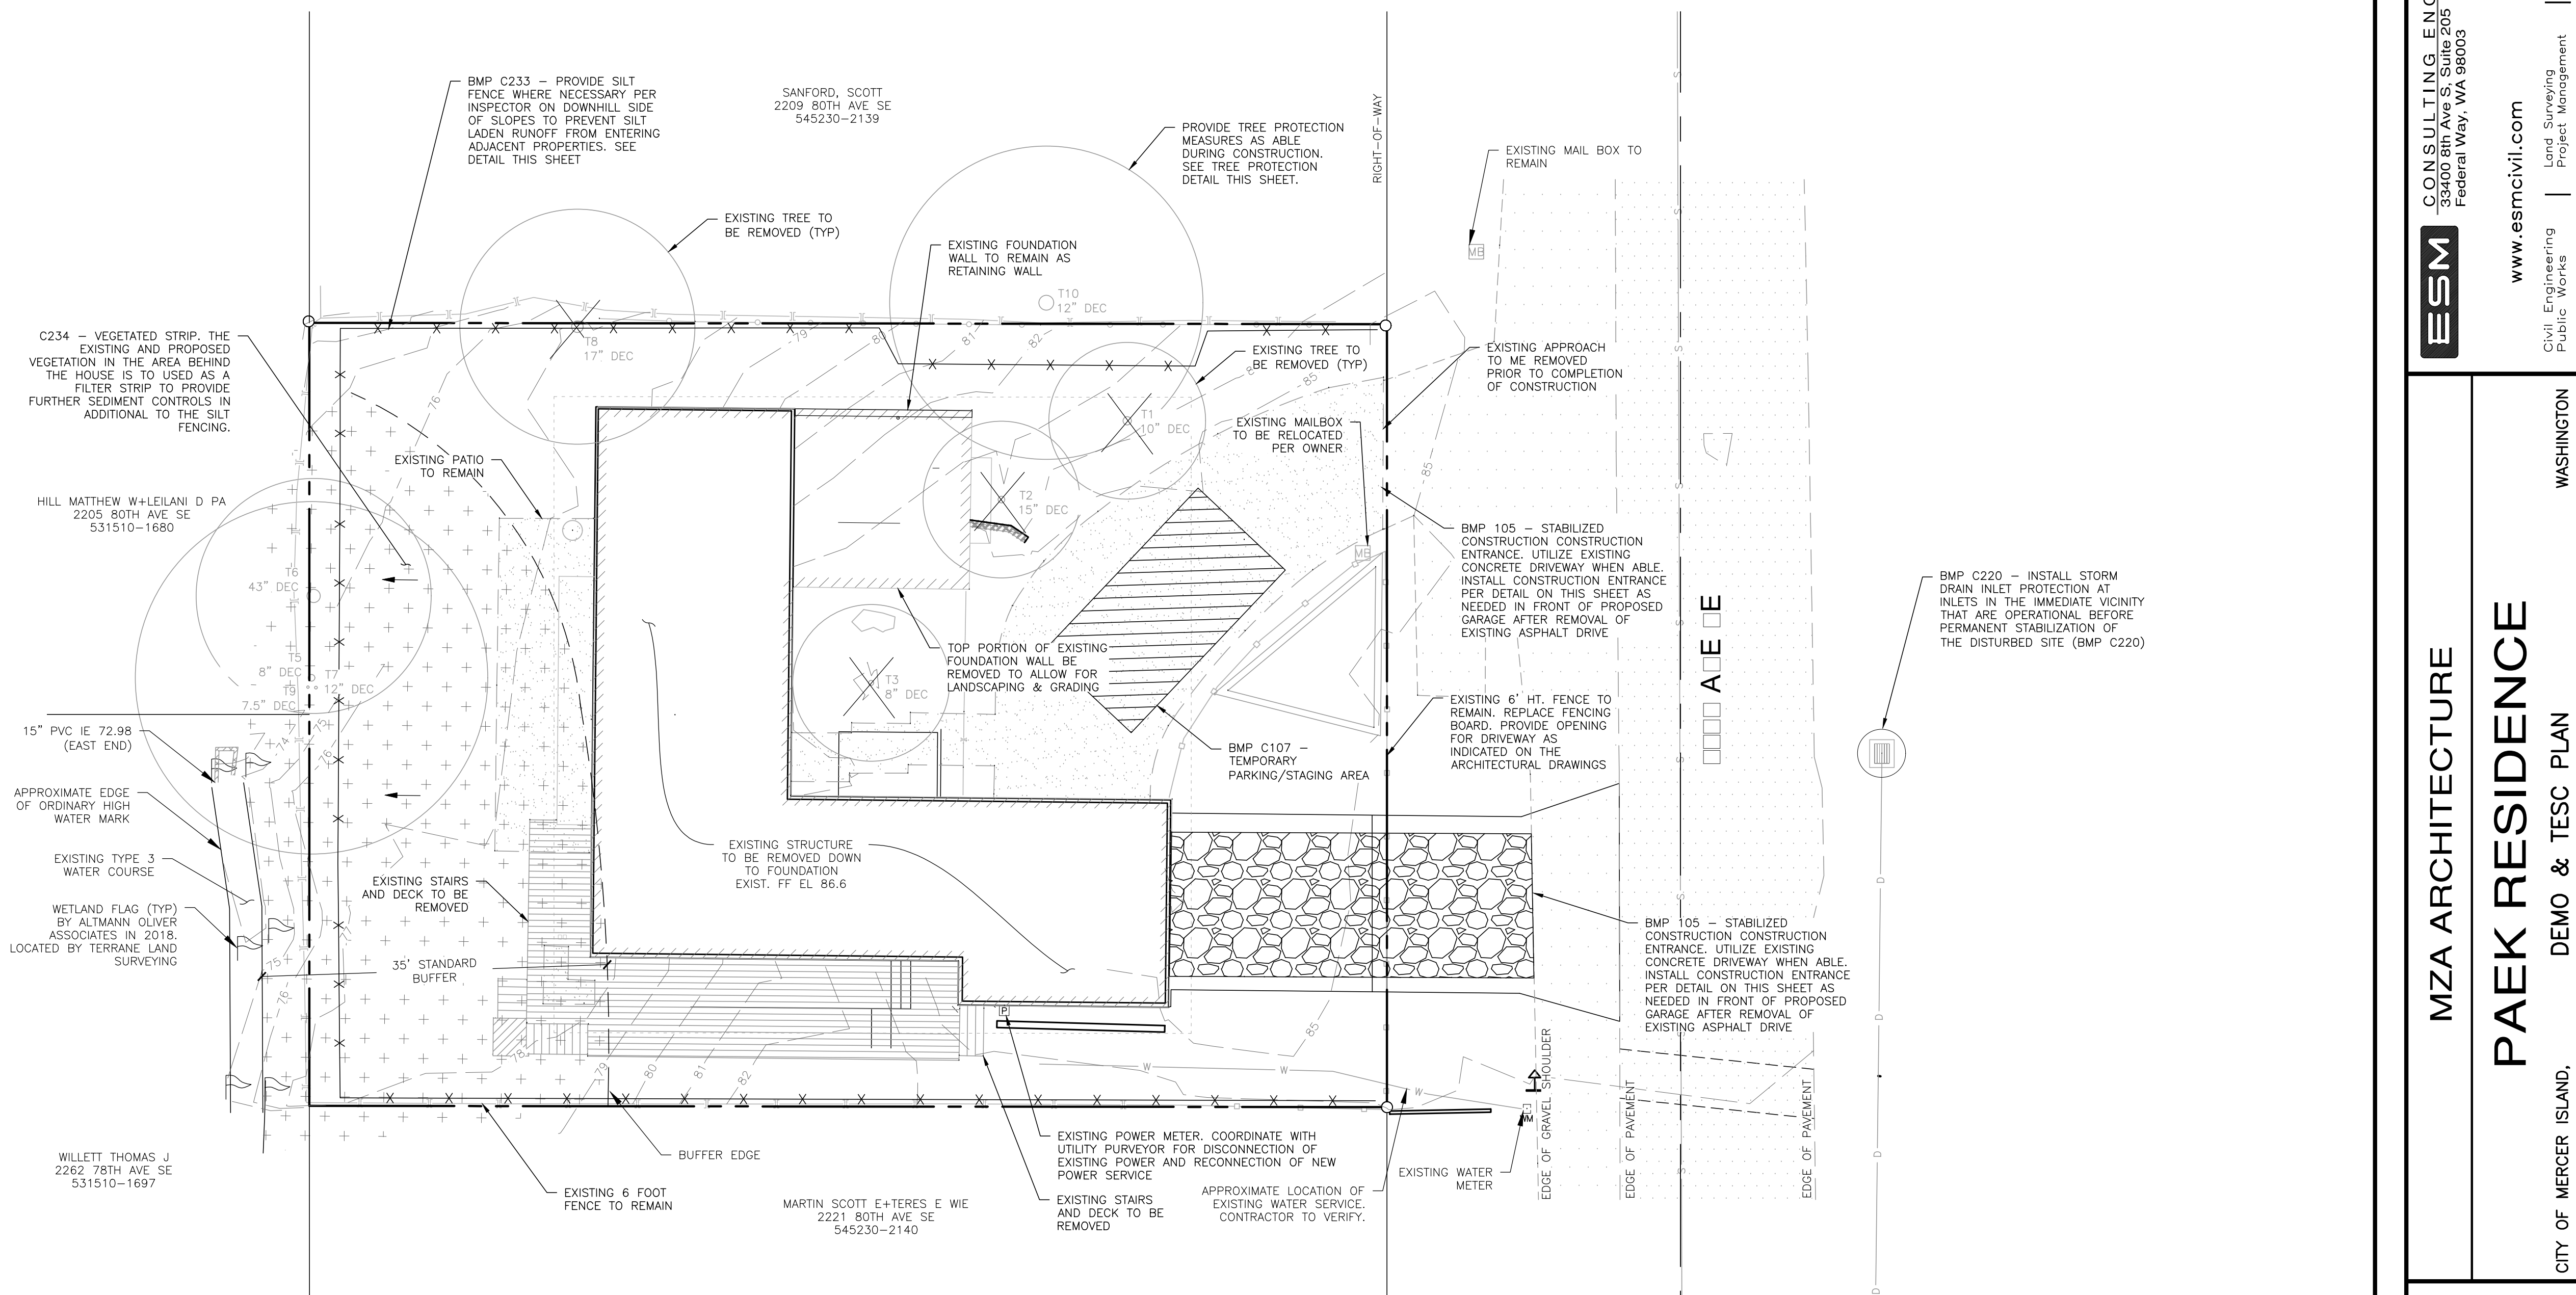 BMP C233 – PROVIDE SILT
FENCE WHERE NECESSARY PER
INSPECTOR ON DOWNHILL SIDE
OF SLOPES TO PREVENT SILT
LADEN RUNOFF FROM ENTERING
ADJACENT PROPERTIES. SEE
DETAIL THIS SHEET
SANFORD, SCOTT
2209 80TH AVE SE
545230-2139
PROVIDE TREE PROTECTION
MEASURES AS ABLE
DURING CONSTRUCTION.
SEE TREE PROTECTION
DETAIL THIS SHEET.
RIGHT-OF-WAY
EXISTING MAIL BOX TO
REMAIN
MB
EXISTING TREE TO
BE REMOVED (TYP)
EXISTING FOUNDATION
WALL TO REMAIN AS
RETAINING WALL
T10
12" DEC
C234 – VEGETATED STRIP. THE
EXISTING AND PROPOSED
VEGETATION IN THE AREA BEHIND
THE HOUSE IS TO USED AS A
FILTER STRIP TO PROVIDE
FURTHER SEDIMENT CONTROLS IN
ADDITIONAL TO THE SILT
FENCING.
T8
17" DEC
76
79
80
81
82
85
EXISTING TREE TO
BE REMOVED (TYP)
EXISTING APPROACH
TO ME REMOVED
PRIOR TO COMPLETION
OF CONSTRUCTION
T1
10" DEC
EXISTING MAILBOX
TO BE RELOCATED
PER OWNER
85
MB
EXISTING PATIO
TO REMAIN
T2
15" DEC
HILL MATTHEW W+LEILANI D PA
2205 80TH AVE SE
531510-1680
BMP 105 – STABILIZED
CONSTRUCTION CONSTRUCTION
ENTRANCE. UTILIZE EXISTING
CONCRETE DRIVEWAY WHEN ABLE.
INSTALL CONSTRUCTION ENTRANCE
PER DETAIL ON THIS SHEET AS
NEEDED IN FRONT OF PROPOSED
GARAGE AFTER REMOVAL OF
EXISTING ASPHALT DRIVE
BMP C220 – INSTALL STORM
DRAIN INLET PROTECTION AT
INLETS IN THE IMMEDIATE VICINITY
THAT ARE OPERATIONAL BEFORE
PERMANENT STABILIZATION OF
THE DISTURBED SITE (BMP C220)
T6
43" DEC
T5
8" DEC
T7
12" DEC
T9
7.5" DEC
TOP PORTION OF EXISTING
FOUNDATION WALL BE
REMOVED TO ALLOW FOR
LANDSCAPING & GRADING
T3
8" DEC
EXISTING 6' HT. FENCE TO
REMAIN. REPLACE FENCING
BOARD. PROVIDE OPENING
FOR DRIVEWAY AS
INDICATED ON THE
ARCHITECTURAL DRAWINGS
BMP C107 –
TEMPORARY
PARKING/STAGING AREA
15" PVC IE 72.98
(EAST END)
74
75
76
APPROXIMATE EDGE
OF ORDINARY HIGH
WATER MARK
EXISTING TYPE 3
WATER COURSE
WETLAND FLAG (TYP)
BY ALTMANN OLIVER
ASSOCIATES IN 2018.
LOCATED BY TERRANE LAND
SURVEYING
EXISTING STAIRS
AND DECK TO BE
REMOVED
EXISTING STRUCTURE
TO BE REMOVED DOWN
TO FOUNDATION
EXIST. FF EL 86.6
BMP 105 – STABILIZED
CONSTRUCTION CONSTRUCTION
ENTRANCE. UTILIZE EXISTING
CONCRETE DRIVEWAY WHEN ABLE.
INSTALL CONSTRUCTION ENTRANCE
PER DETAIL ON THIS SHEET AS
NEEDED IN FRONT OF PROPOSED
GARAGE AFTER REMOVAL OF
EXISTING ASPHALT DRIVE
35' STANDARD
BUFFER
75
76
P
78
79
80
81
82
85
W
W
W
WM
EDGE OF GRAVEL SHOULDER
EDGE OF PAVEMENT
EDGE OF PAVEMENT
WILLETT THOMAS J
2262 78TH AVE SE
531510-1697
BUFFER EDGE
EXISTING 6 FOOT
FENCE TO REMAIN
EXISTING POWER METER. COORDINATE WITH
UTILITY PURVEYOR FOR DISCONNECTION OF
EXISTING POWER AND RECONNECTION OF NEW
POWER SERVICE
EXISTING STAIRS
AND DECK TO BE
REMOVED
MARTIN SCOTT E+TERES E WIE
2221 80TH AVE SE
545230-2140
APPROXIMATE LOCATION OF
EXISTING WATER SERVICE.
CONTRACTOR TO VERIFY.
EXISTING WATER
METER
ESM
33400 8th Ave S, Suite 205
Federal Way, WA 98003
www.esmcivil.com
Civil Engineering
Land Surveying
Public Works
Project Management
MZA ARCHITECTURE
PAEK RESIDENCE
DEMO & TESC PLAN
CITY OF MERCER ISLAND,
WASHINGTON